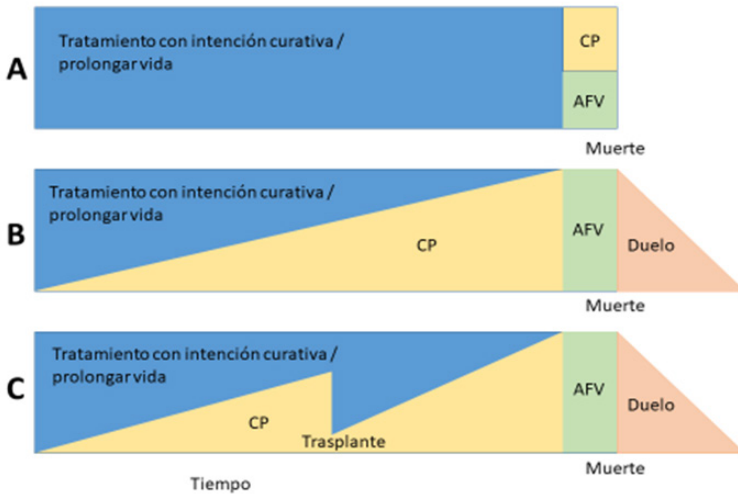 A
Tratamiento con intención curativa /
prolongar vida
CP
AFV
Muerte
B
Tratamiento con intención curativa /
prolongar vida
CP
AFV
Duelo
Muerte
C
Tratamiento con intención curativa /
prolongar vida
CP
Trasplante
AFV
Duelo
Muerte
Tiempo